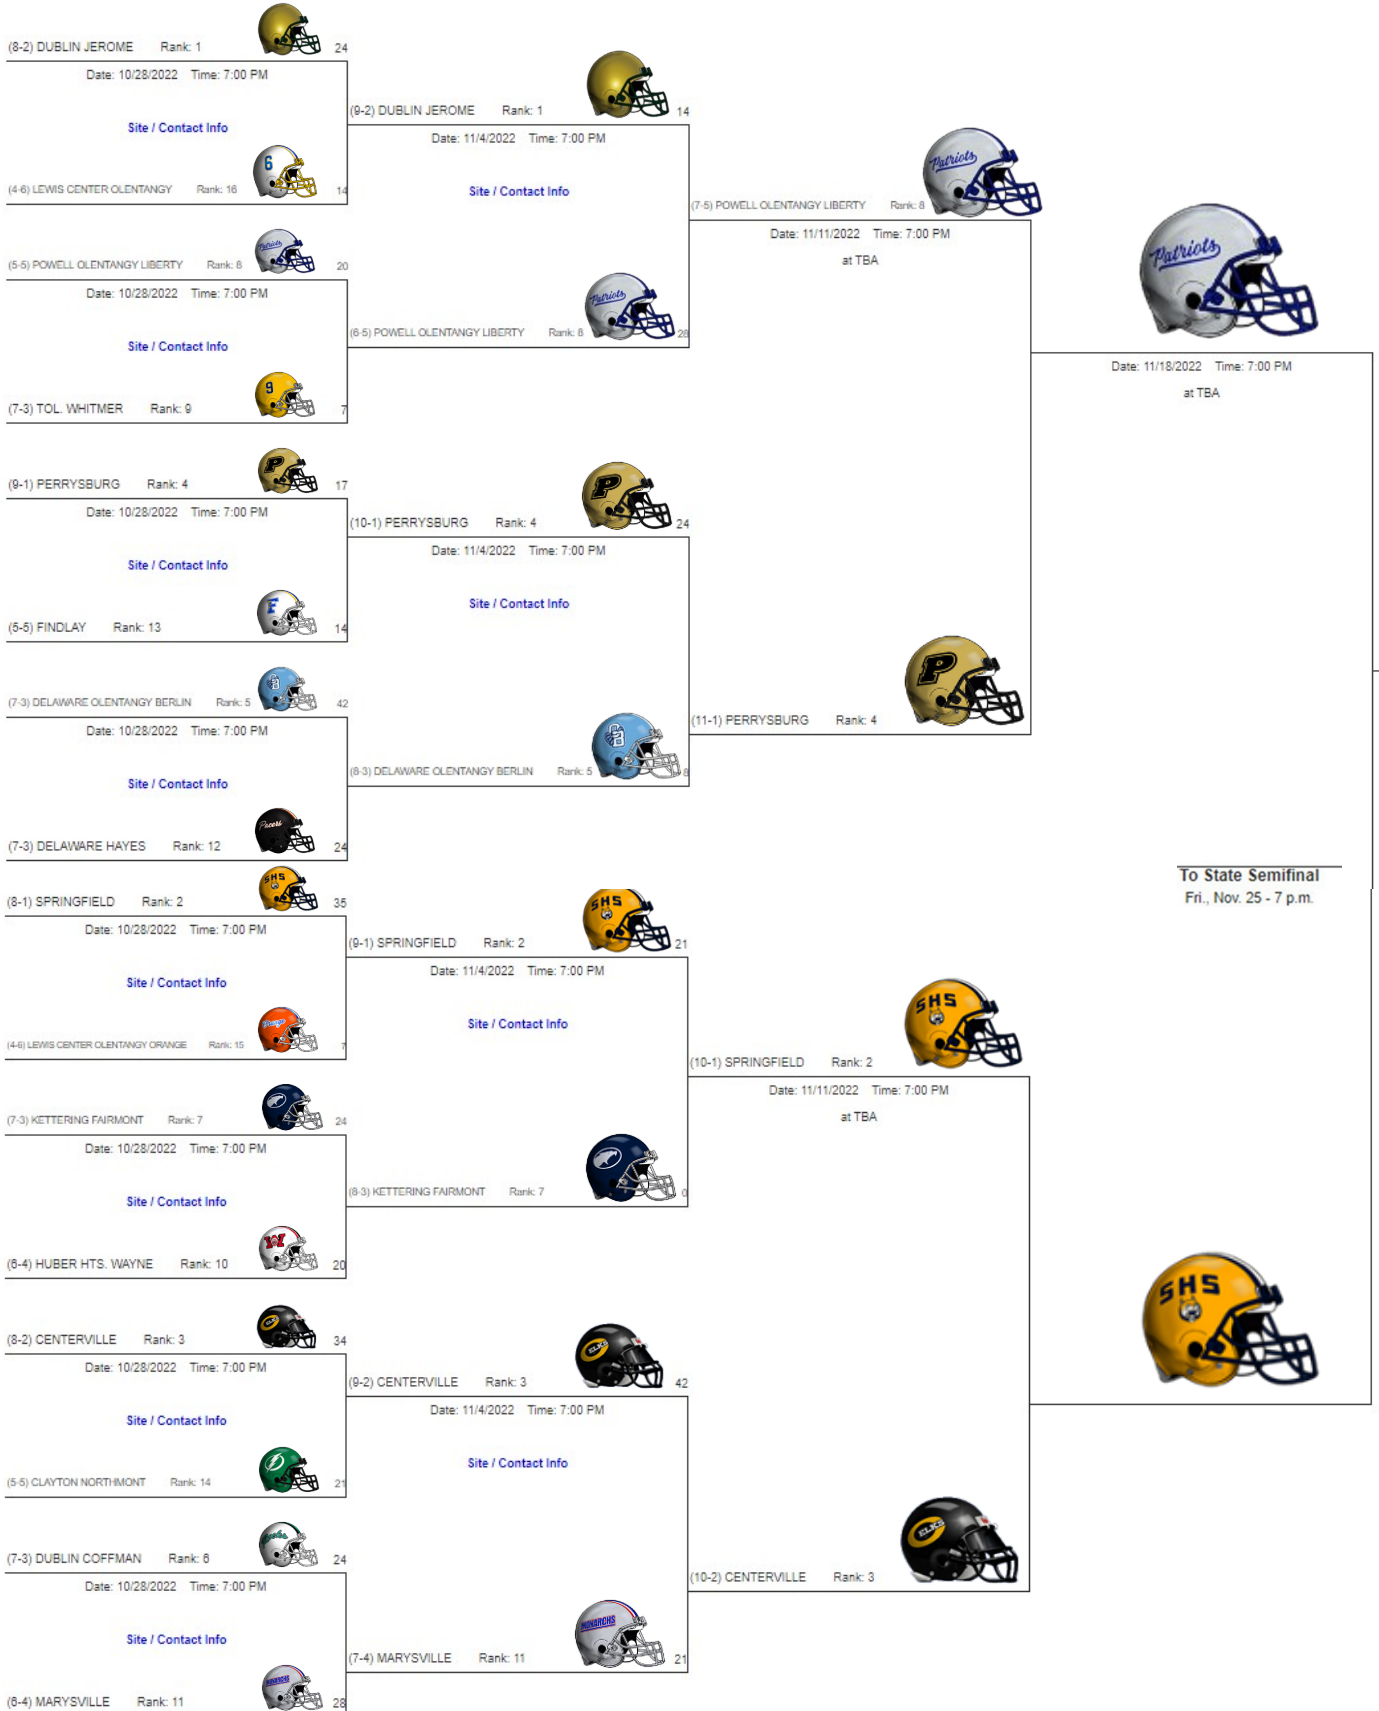 (8-2) DUBLIN JEROME Rank: 1 24
Date: 10/28/2022 Time: 7:00 PM
Site / Contact Info
6
(4-6) LEWIS CENTER OLENTANGY Rank: 16 14
Patriots
(5-5) POWELL OLENTANGY LIBERTY Rank: 8 20
Date: 10/28/2022 Time: 7:00 PM
Site / Contact Info
9
(7-3) TOL. WHITMER Rank: 9 7
P
(9-1) PERRYSBURG Rank: 4 17
Date: 10/28/2022 Time: 7:00 PM
Site / Contact Info
F
(5-5) FINDLAY Rank: 13 14
(7-3) DELAWARE OLENTANGY BERLIN Rank: 5 42
Date: 10/28/2022 Time: 7:00 PM
Site / Contact Info
Pacers
(7-3) DELAWARE HAYES Rank: 12 24
SHS
(8-1) SPRINGFIELD Rank: 2 35
Date: 10/28/2022 Time: 7:00 PM
Site / Contact Info
Orange
(4-6) LEWIS CENTER OLENTANGY ORANGE Rank: 15 7
(7-3) KETTERING FAIRMONT Rank: 7 24
Date: 10/28/2022 Time: 7:00 PM
Site / Contact Info
W
(6-4) HUBER HTS. WAYNE Rank: 10 20
ELKS
(8-2) CENTERVILLE Rank: 3 34
Date: 10/28/2022 Time: 7:00 PM
Site / Contact Info
(5-5) CLAYTON NORTHMONT Rank: 14 21
(7-3) DUBLIN COFFMAN Rank: 6 24
Date: 10/28/2022 Time: 7:00 PM
Site / Contact Info
MONARCHS
(6-4) MARYSVILLE Rank: 11 28
(9-2) DUBLIN JEROME Rank: 1 14
Date: 11/4/2022 Time: 7:00 PM
Site / Contact Info
Patriots
(6-5) POWELL OLENTANGY LIBERTY Rank: 8 28
P
(10-1) PERRYSBURG Rank: 4 24
Date: 11/4/2022 Time: 7:00 PM
Site / Contact Info
(8-3) DELAWARE OLENTANGY BERLIN Rank: 5 8
SHS
(9-1) SPRINGFIELD Rank: 2 21
Date: 11/4/2022 Time: 7:00 PM
Site / Contact Info
(8-3) KETTERING FAIRMONT Rank: 7 0
ELKS
(9-2) CENTERVILLE Rank: 3 42
Date: 11/4/2022 Time: 7:00 PM
Site / Contact Info
MONARCHS
(7-4) MARYSVILLE Rank: 11 21
Patriots
(7-5) POWELL OLENTANGY LIBERTY Rank: 8
Date: 11/11/2022 Time: 7:00 PM
at TBA
P
(11-1) PERRYSBURG Rank: 4
SHS
(10-1) SPRINGFIELD Rank: 2
Date: 11/11/2022 Time: 7:00 PM
at TBA
ELKS
(10-2) CENTERVILLE Rank: 3
Patriots
Date: 11/18/2022 Time: 7:00 PM
at TBA
To State Semifinal
Fri., Nov. 25 - 7 p.m.
SHS